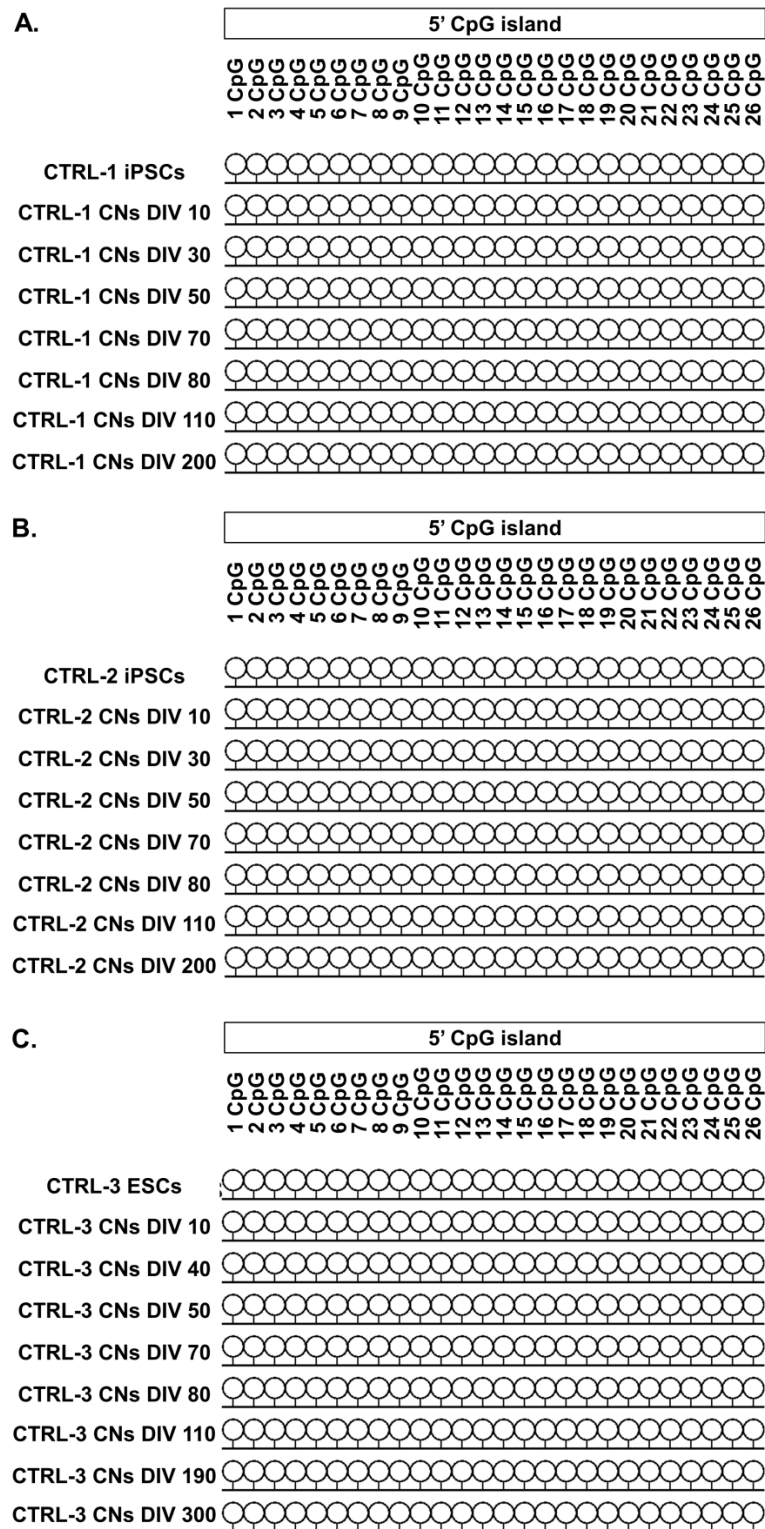 A.
5’ CpG island
1 CpG
2 CpG
3 CpG
4 CpG
5 CpG
6 CpG
7 CpG
8 CpG
9 CpG
10 CpG
11 CpG
12 CpG
13 CpG
14 CpG
15 CpG
16 CpG
17 CpG
18 CpG
19 CpG
20 CpG
21 CpG
22 CpG
23 CpG
24 CpG
25 CpG
26 CpG
CTRL-1 iPSCs
CTRL-1 CNs DIV 10
CTRL-1 CNs DIV 30
CTRL-1 CNs DIV 50
CTRL-1 CNs DIV 70
CTRL-1 CNs DIV 80
CTRL-1 CNs DIV 110
CTRL-1 CNs DIV 200
B.
5’ CpG island
1 CpG
2 CpG
3 CpG
4 CpG
5 CpG
6 CpG
7 CpG
8 CpG
9 CpG
10 CpG
11 CpG
12 CpG
13 CpG
14 CpG
15 CpG
16 CpG
17 CpG
18 CpG
19 CpG
20 CpG
21 CpG
22 CpG
23 CpG
24 CpG
25 CpG
26 CpG
CTRL-2 iPSCs
CTRL-2 CNs DIV 10
CTRL-2 CNs DIV 30
CTRL-2 CNs DIV 50
CTRL-2 CNs DIV 70
CTRL-2 CNs DIV 80
CTRL-2 CNs DIV 110
CTRL-2 CNs DIV 200
C.
5’ CpG island
1 CpG
2 CpG
3 CpG
4 CpG
5 CpG
6 CpG
7 CpG
8 CpG
9 CpG
10 CpG
11 CpG
12 CpG
13 CpG
14 CpG
15 CpG
16 CpG
17 CpG
18 CpG
19 CpG
20 CpG
21 CpG
22 CpG
23 CpG
24 CpG
25 CpG
26 CpG
CTRL-3 ESCs
CTRL-3 CNs DIV 10
CTRL-3 CNs DIV 40
CTRL-3 CNs DIV 50
CTRL-3 CNs DIV 70
CTRL-3 CNs DIV 80
CTRL-3 CNs DIV 110
CTRL-3 CNs DIV 190
CTRL-3 CNs DIV 300